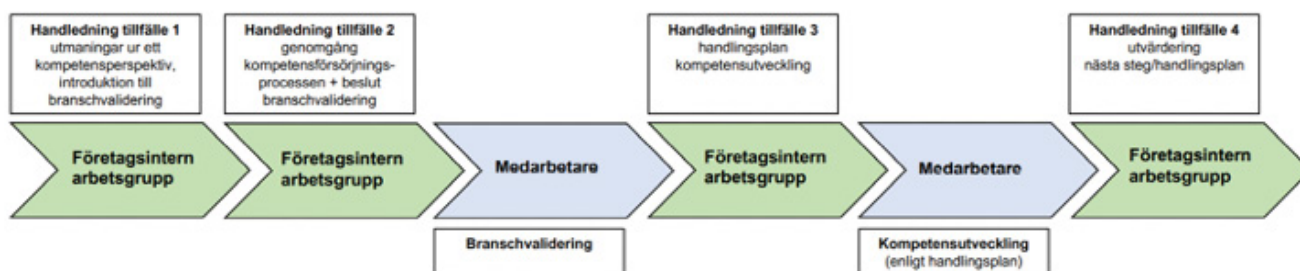 Handledning tillfälle 1
utmaningar ur ett
kompetensperspektiv,
introduktion till
branschvalidering
Handledning tillfälle 2
genomgång
kompetensförsörjnings-
processen + beslut
branschvalidering
Handledning tillfälle 3
handlingsplan
kompetensutveckling
Handledning tillfälle 4
utvärdering
nästa steg/handlingsplan
Företagsintern
arbetsgrupp
Företagsintern
arbetsgrupp
Medarbetare
Företagsintern
arbetsgrupp
Medarbetare
Företagsintern
arbetsgrupp
Branschvalidering
Kompetensutveckling
(enligt handlingsplan)